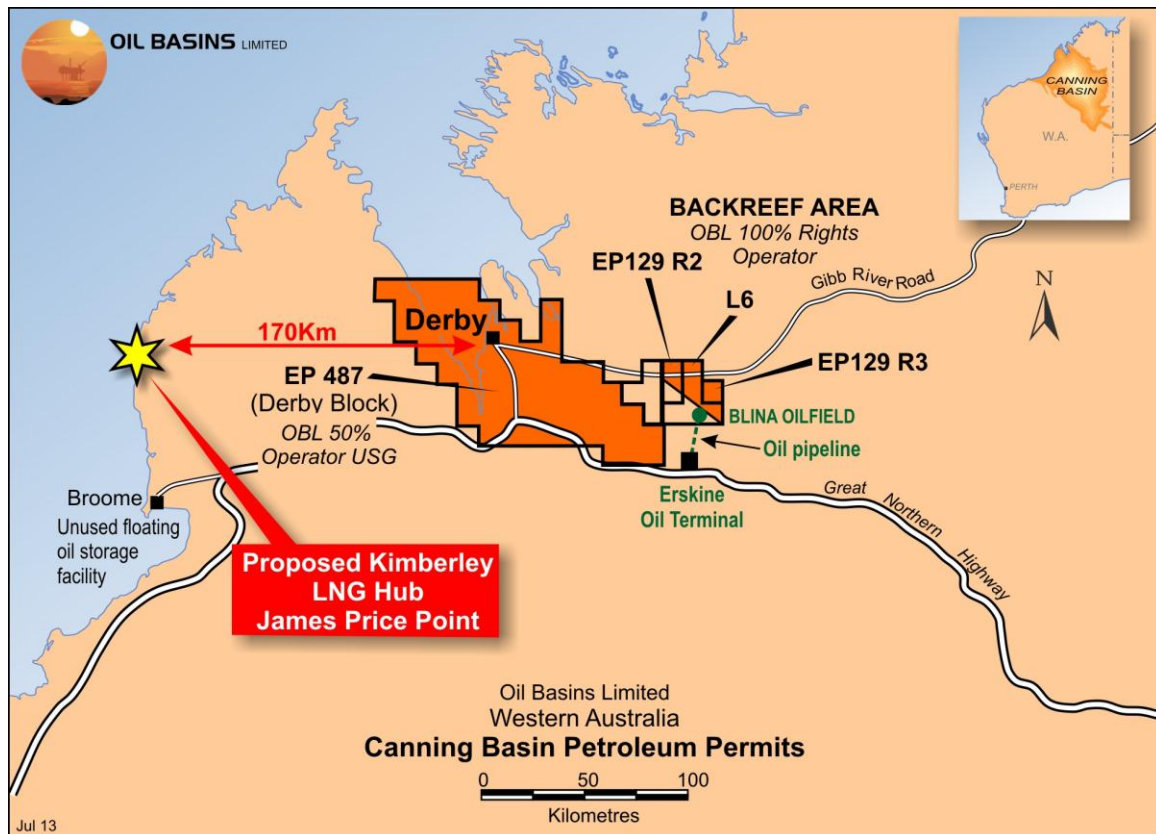 OIL BASINS LIMITED
CANNING
BASIN
W.A.
PERTH
BACKREEF AREA
OBL 100% Rights
Operator
EP129 R2
L6
Gibb River Road
N
EP129 R3
Derby
170Km
EP 487
(Derby Block)
OBL 50%
Operator USG
BLINA OILFIELD
Oil pipeline
Erskine
Oil Terminal
Great Northern Highway
Broome
Unused floating
oil storage
facility
Proposed Kimberley
LNG Hub
James Price Point
Oil Basins Limited
Western Australia
Canning Basin Petroleum Permits
0 50 100
Kilometres
Jul 13